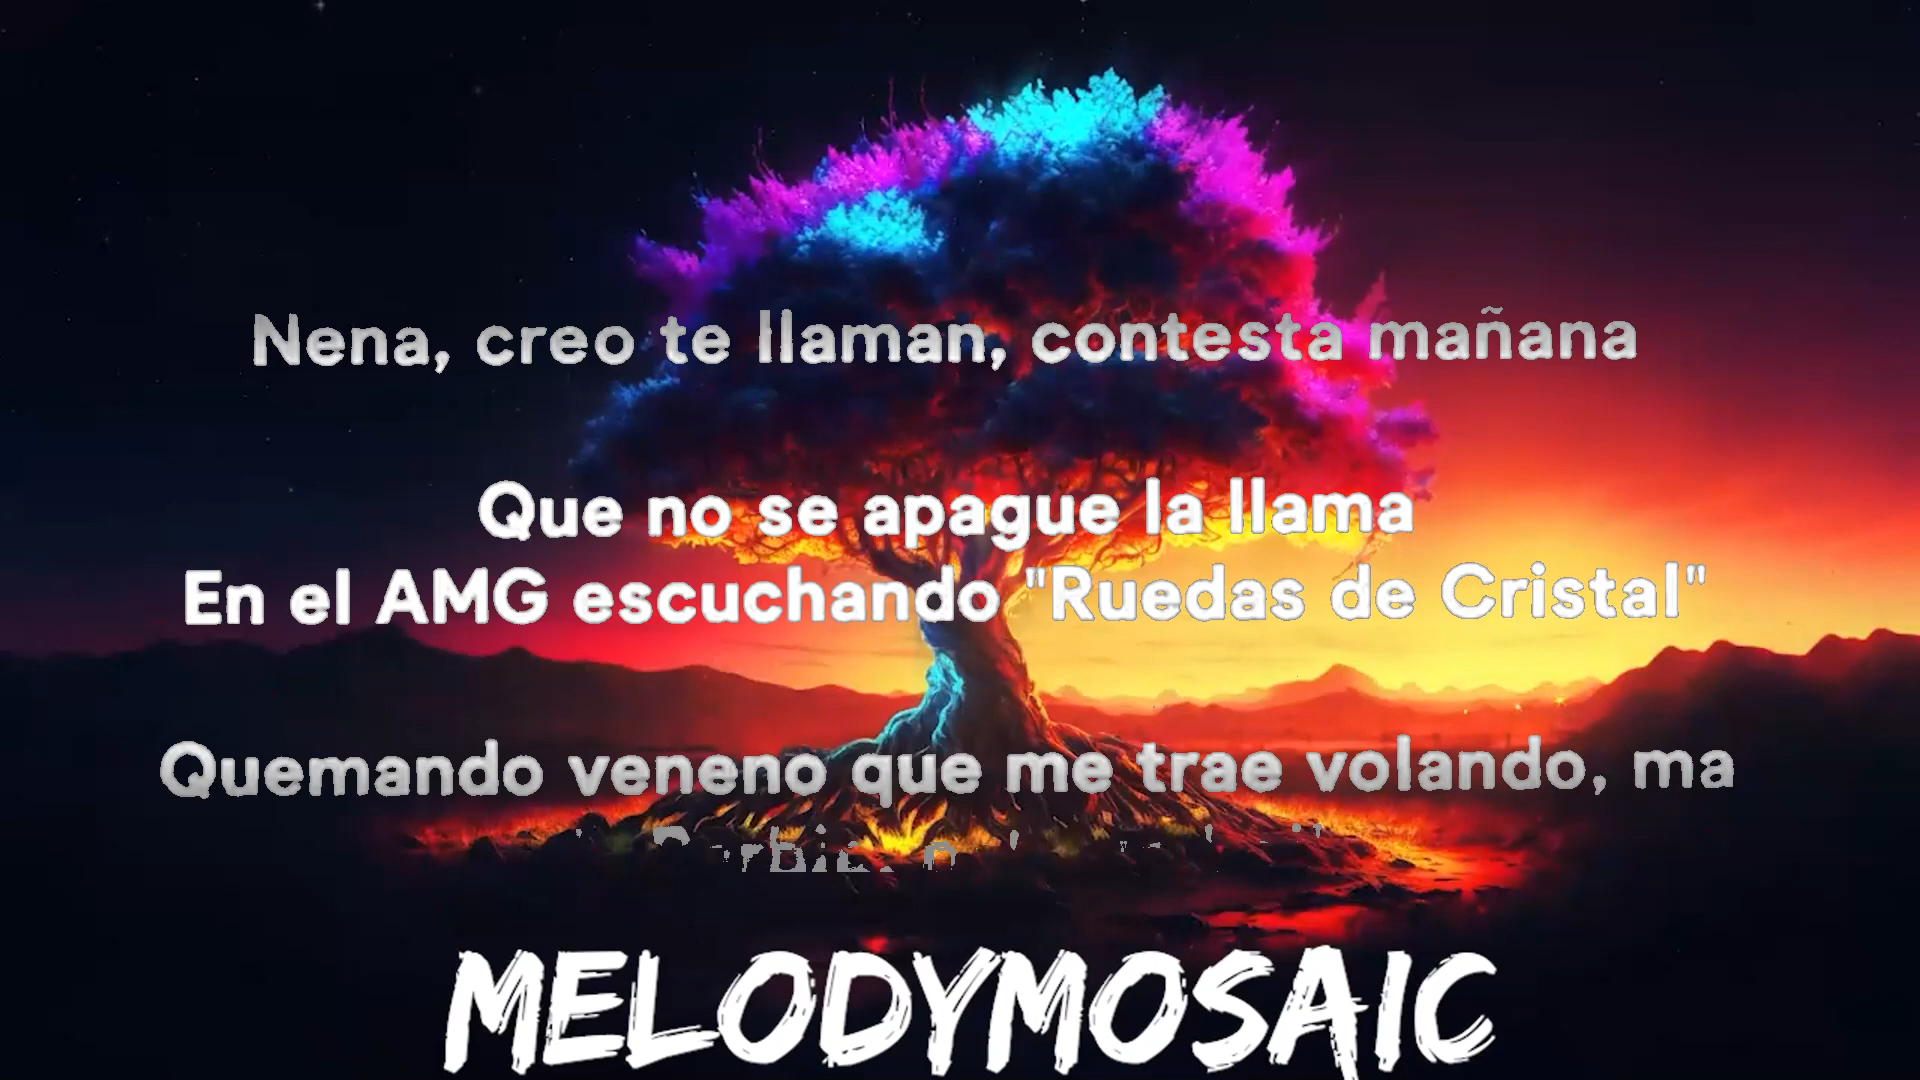 Nena, creo te llaman, contesta mañana
Que no se apague la llama
En el AMG escuchando "Ruedas de Cristal"
Quemando veneno que me trae volando, ma
MELODYMOSAIC